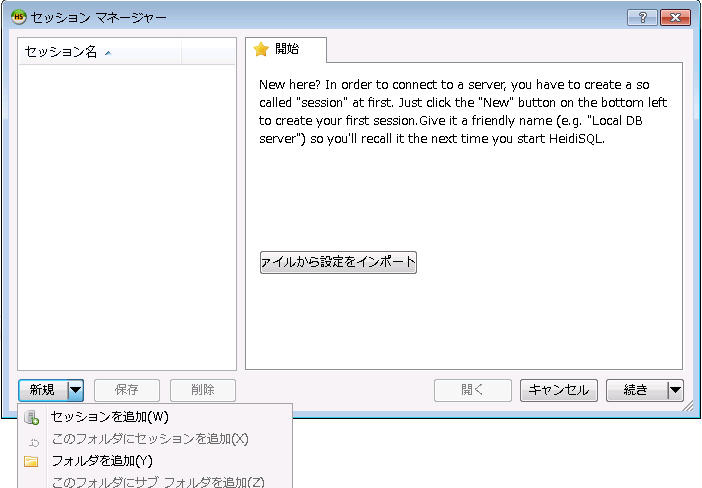 HS セッション マネージャー
セッション名
開始
New here? In order to connect to a server, you have to create a so
called "session" at first. Just click the "New" button on the bottom left
to create your first session.Give it a friendly name (e.g. "Local DB
server") so you'll recall it the next time you start HeidiSQL.
ァイルから設定をインポート
新規 保存 削除 開く キャンセル 続き
セッションを追加(W)
このフォルダにセッションを追加(X)
フォルダを追加(Y)
このフォルダにサブ フォルダを追加(Z)